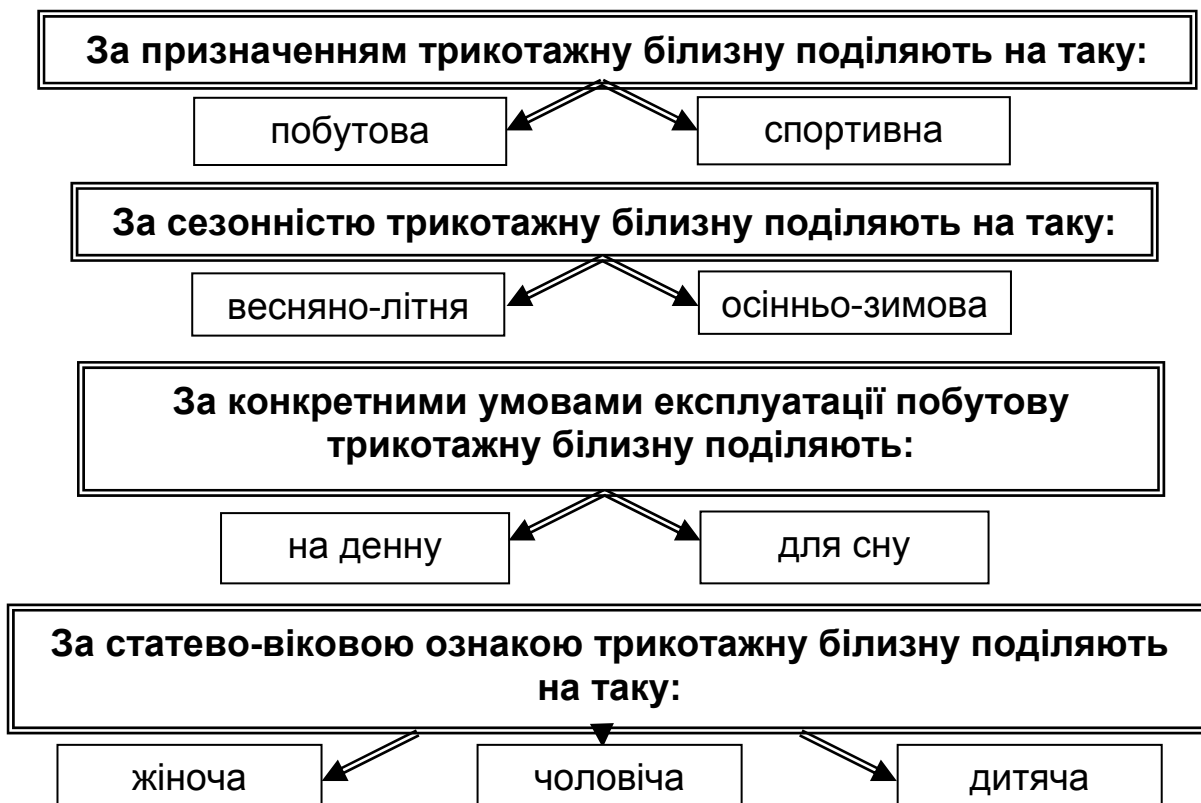 За призначенням трикотажну білизну поділяють на таку:
побутова
спортивна
За сезонністю трикотажну білизну поділяють на таку:
весняно-літня
осінньо-зимова
За конкретними умовами експлуатації побутову
трикотажну білизну поділяють:
на денну
для сну
За статево-віковою ознакою трикотажну білизну поділяють
на таку:
жіноча
чоловіча
дитяча